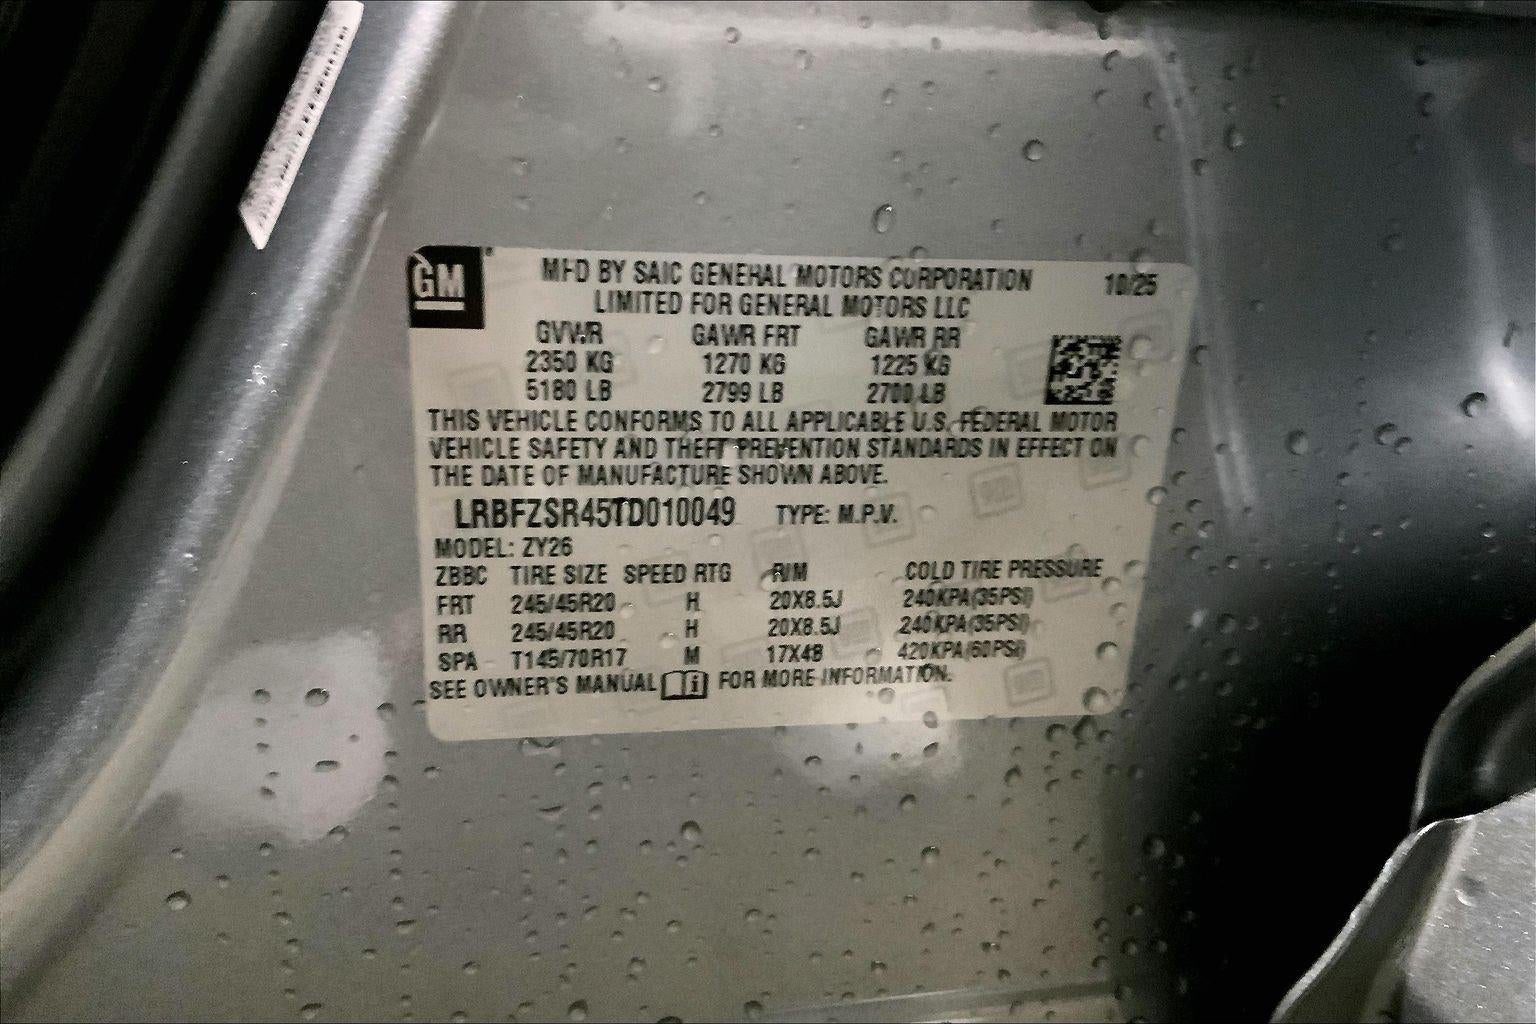 GM
MFD BY SAIC GENERAL MOTORS CORPORATION 10/25
LIMITED FOR GENERAL MOTORS LLC
GVWR GAWR FRT GAWR RR
2350 KG 1270 KG 1225 KG
5180 LB 2799 LB 2700 LB
THIS VEHICLE CONFORMS TO ALL APPLICABLE U.S. FEDERAL MOTOR
VEHICLE SAFETY AND THEFT PREVENTION STANDARDS IN EFFECT ON
THE DATE OF MANUFACTURE SHOWN ABOVE.
LRBFZSR45TD010049 TYPE: M.P.V.
MODEL: ZY26
ZBBC TIRE SIZE SPEED RTG RIM COLD TIRE PRESSURE
FRT 245/45R20 H 20X8.5J 240KPA(35PSI)
RR 245/45R20 H 20X8.5J 240KPA(35PSI)
SPA T145/70R17 M 17X4B 420KPA(60PSI)
SEE OWNER'S MANUAL FOR MORE INFORMATION.